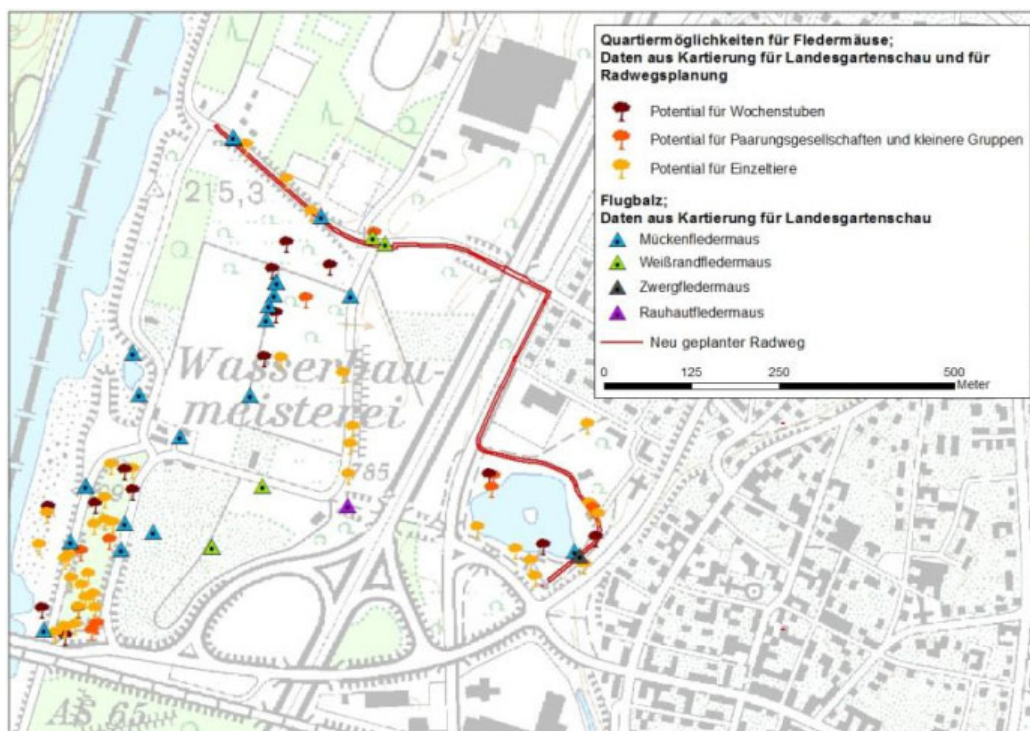 Quartiermöglichkeiten für Fledermäuse;
Daten aus Kartierung für Landesgartenschau und für
Radwegsplanung
Potential für Wochenstuben
Potential für Paarungsgesellschaften und kleinere Gruppen
Potential für Einzeltiere
Flugbalz;
Daten aus Kartierung für Landesgartenschau
Mückenfledermaus
Weißrandfledermaus
Zwergfledermaus
Rauhautfledermaus
Neu geplanter Radweg
0 125 250 500
Meter
215,3
Wasserbau-
meisterei
785
AS 65